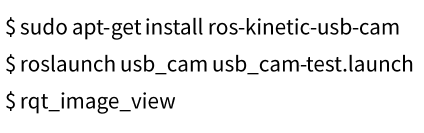 $ sudo apt-get install ros-kinetic-usb-cam
$ roslaunch usb_cam usb_cam-test.launch
$ rqt_image_view